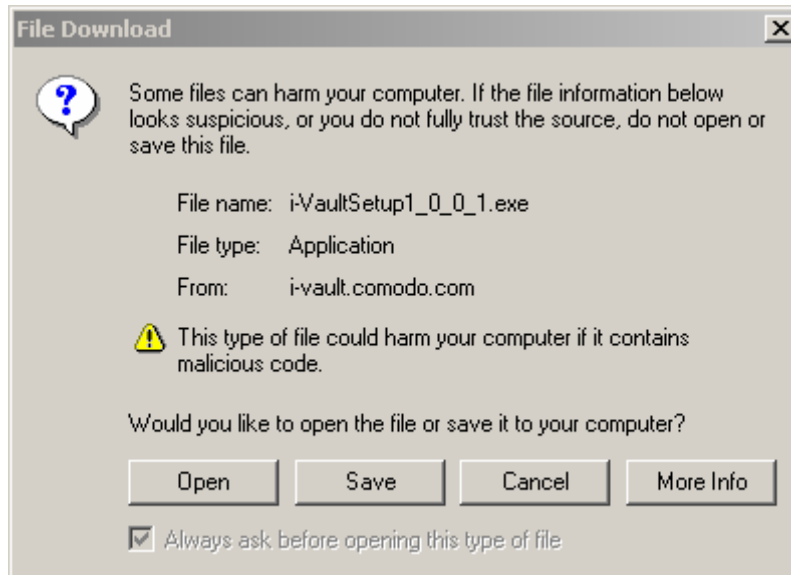 File Download
Some files can harm your computer. If the file information below
looks suspicious, or you do not fully trust the source, do not open or
save this file.
File name: i-VaultSetup1_0_0_1.exe
File type: Application
From: i-vault.comodo.com
This type of file could harm your computer if it contains
malicious code.
Would you like to open the file or save it to your computer?
Open Save Cancel More Info
Always ask before opening this type of file